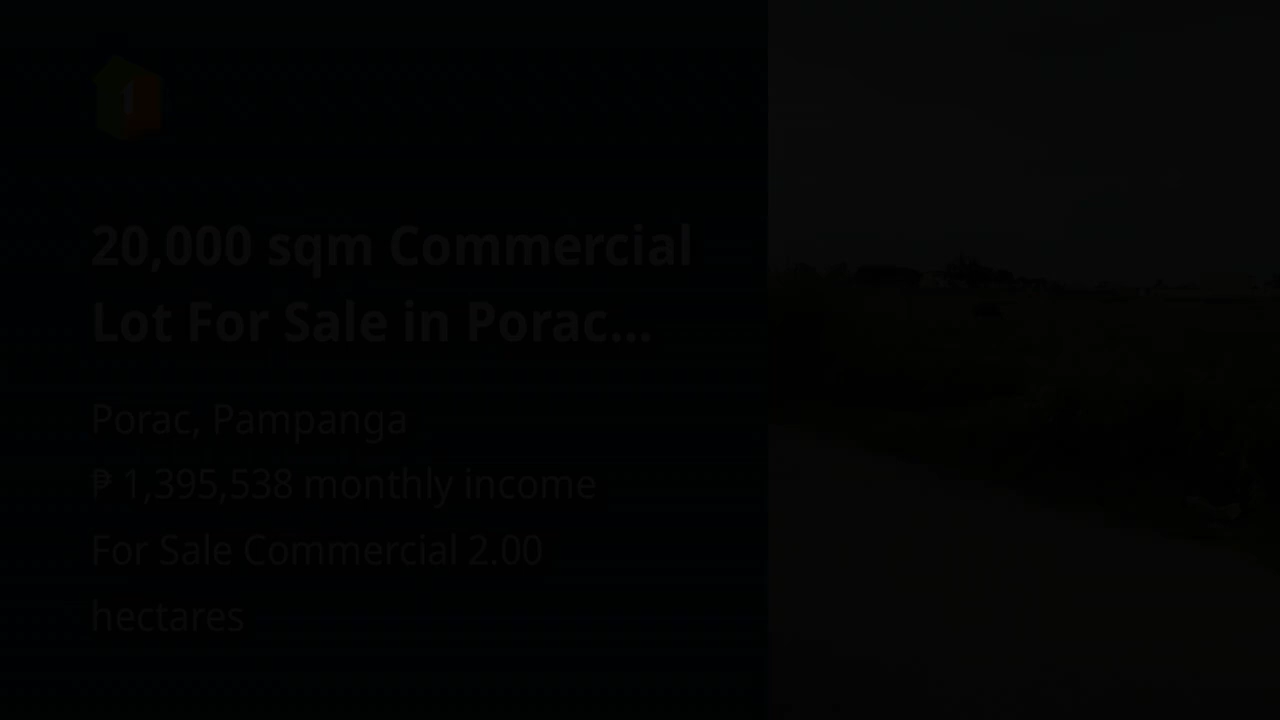 20,000 sqm Commercial
Lot For Sale in Porac...
Porac, Pampanga
₱ 1,395,538 monthly income
For Sale Commercial 2.00
hectares